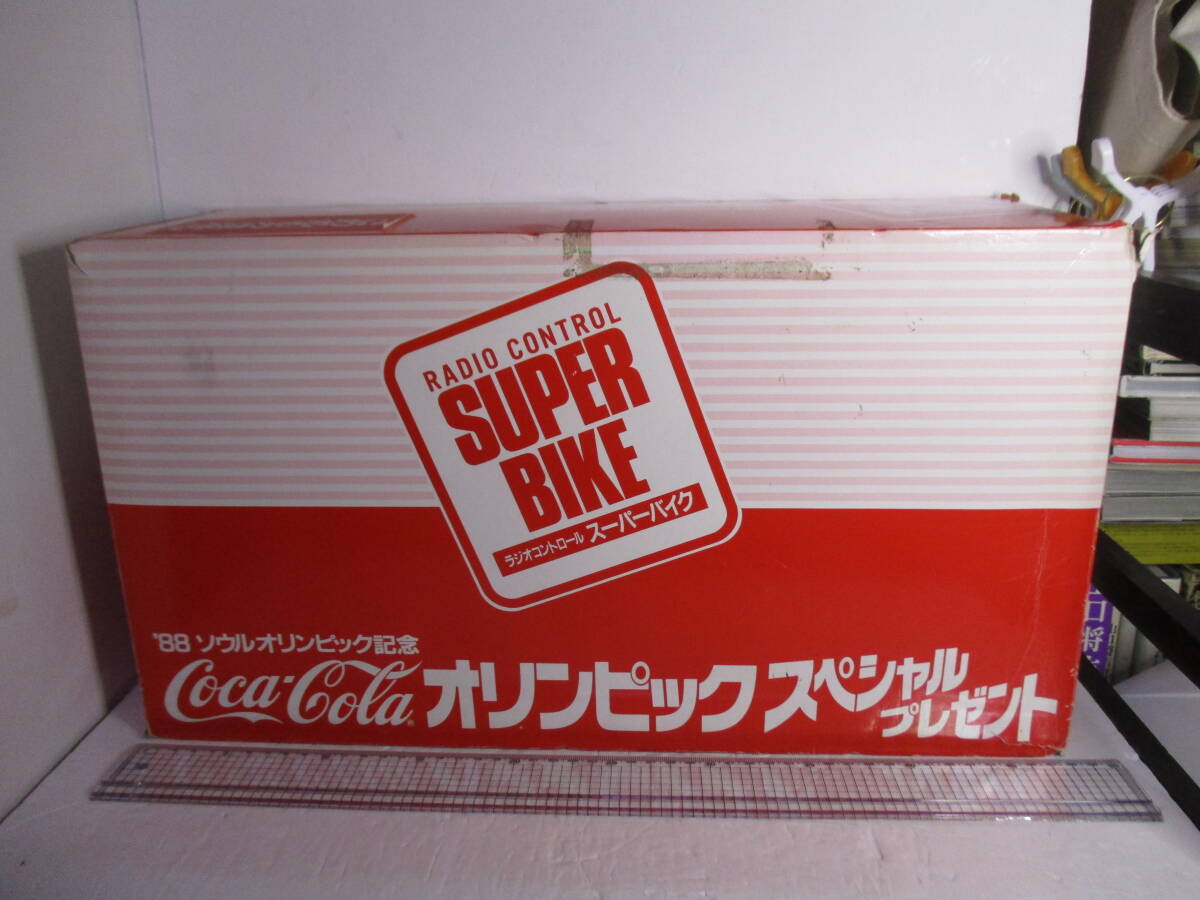 RADIO CONTROL
SUPER
BIKE
ラジオコントロール スーパーバイク
'88 ソウルオリンピック記念
Coca-Cola オリンピックスペシャル
プレゼント